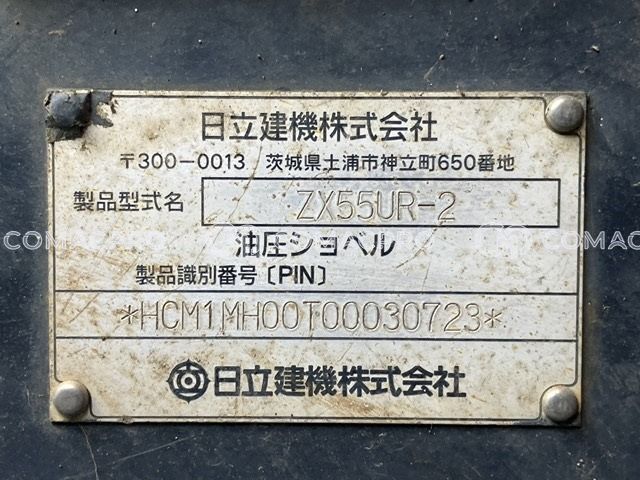 日立建機株式会社
〒300-0013 茨城県土浦市神立町650番地
製品型式名 ZX55UR-2
油圧ショベル
製品識別番号〔PIN〕
*HCM1MH00T00030723*
日立建機株式会社